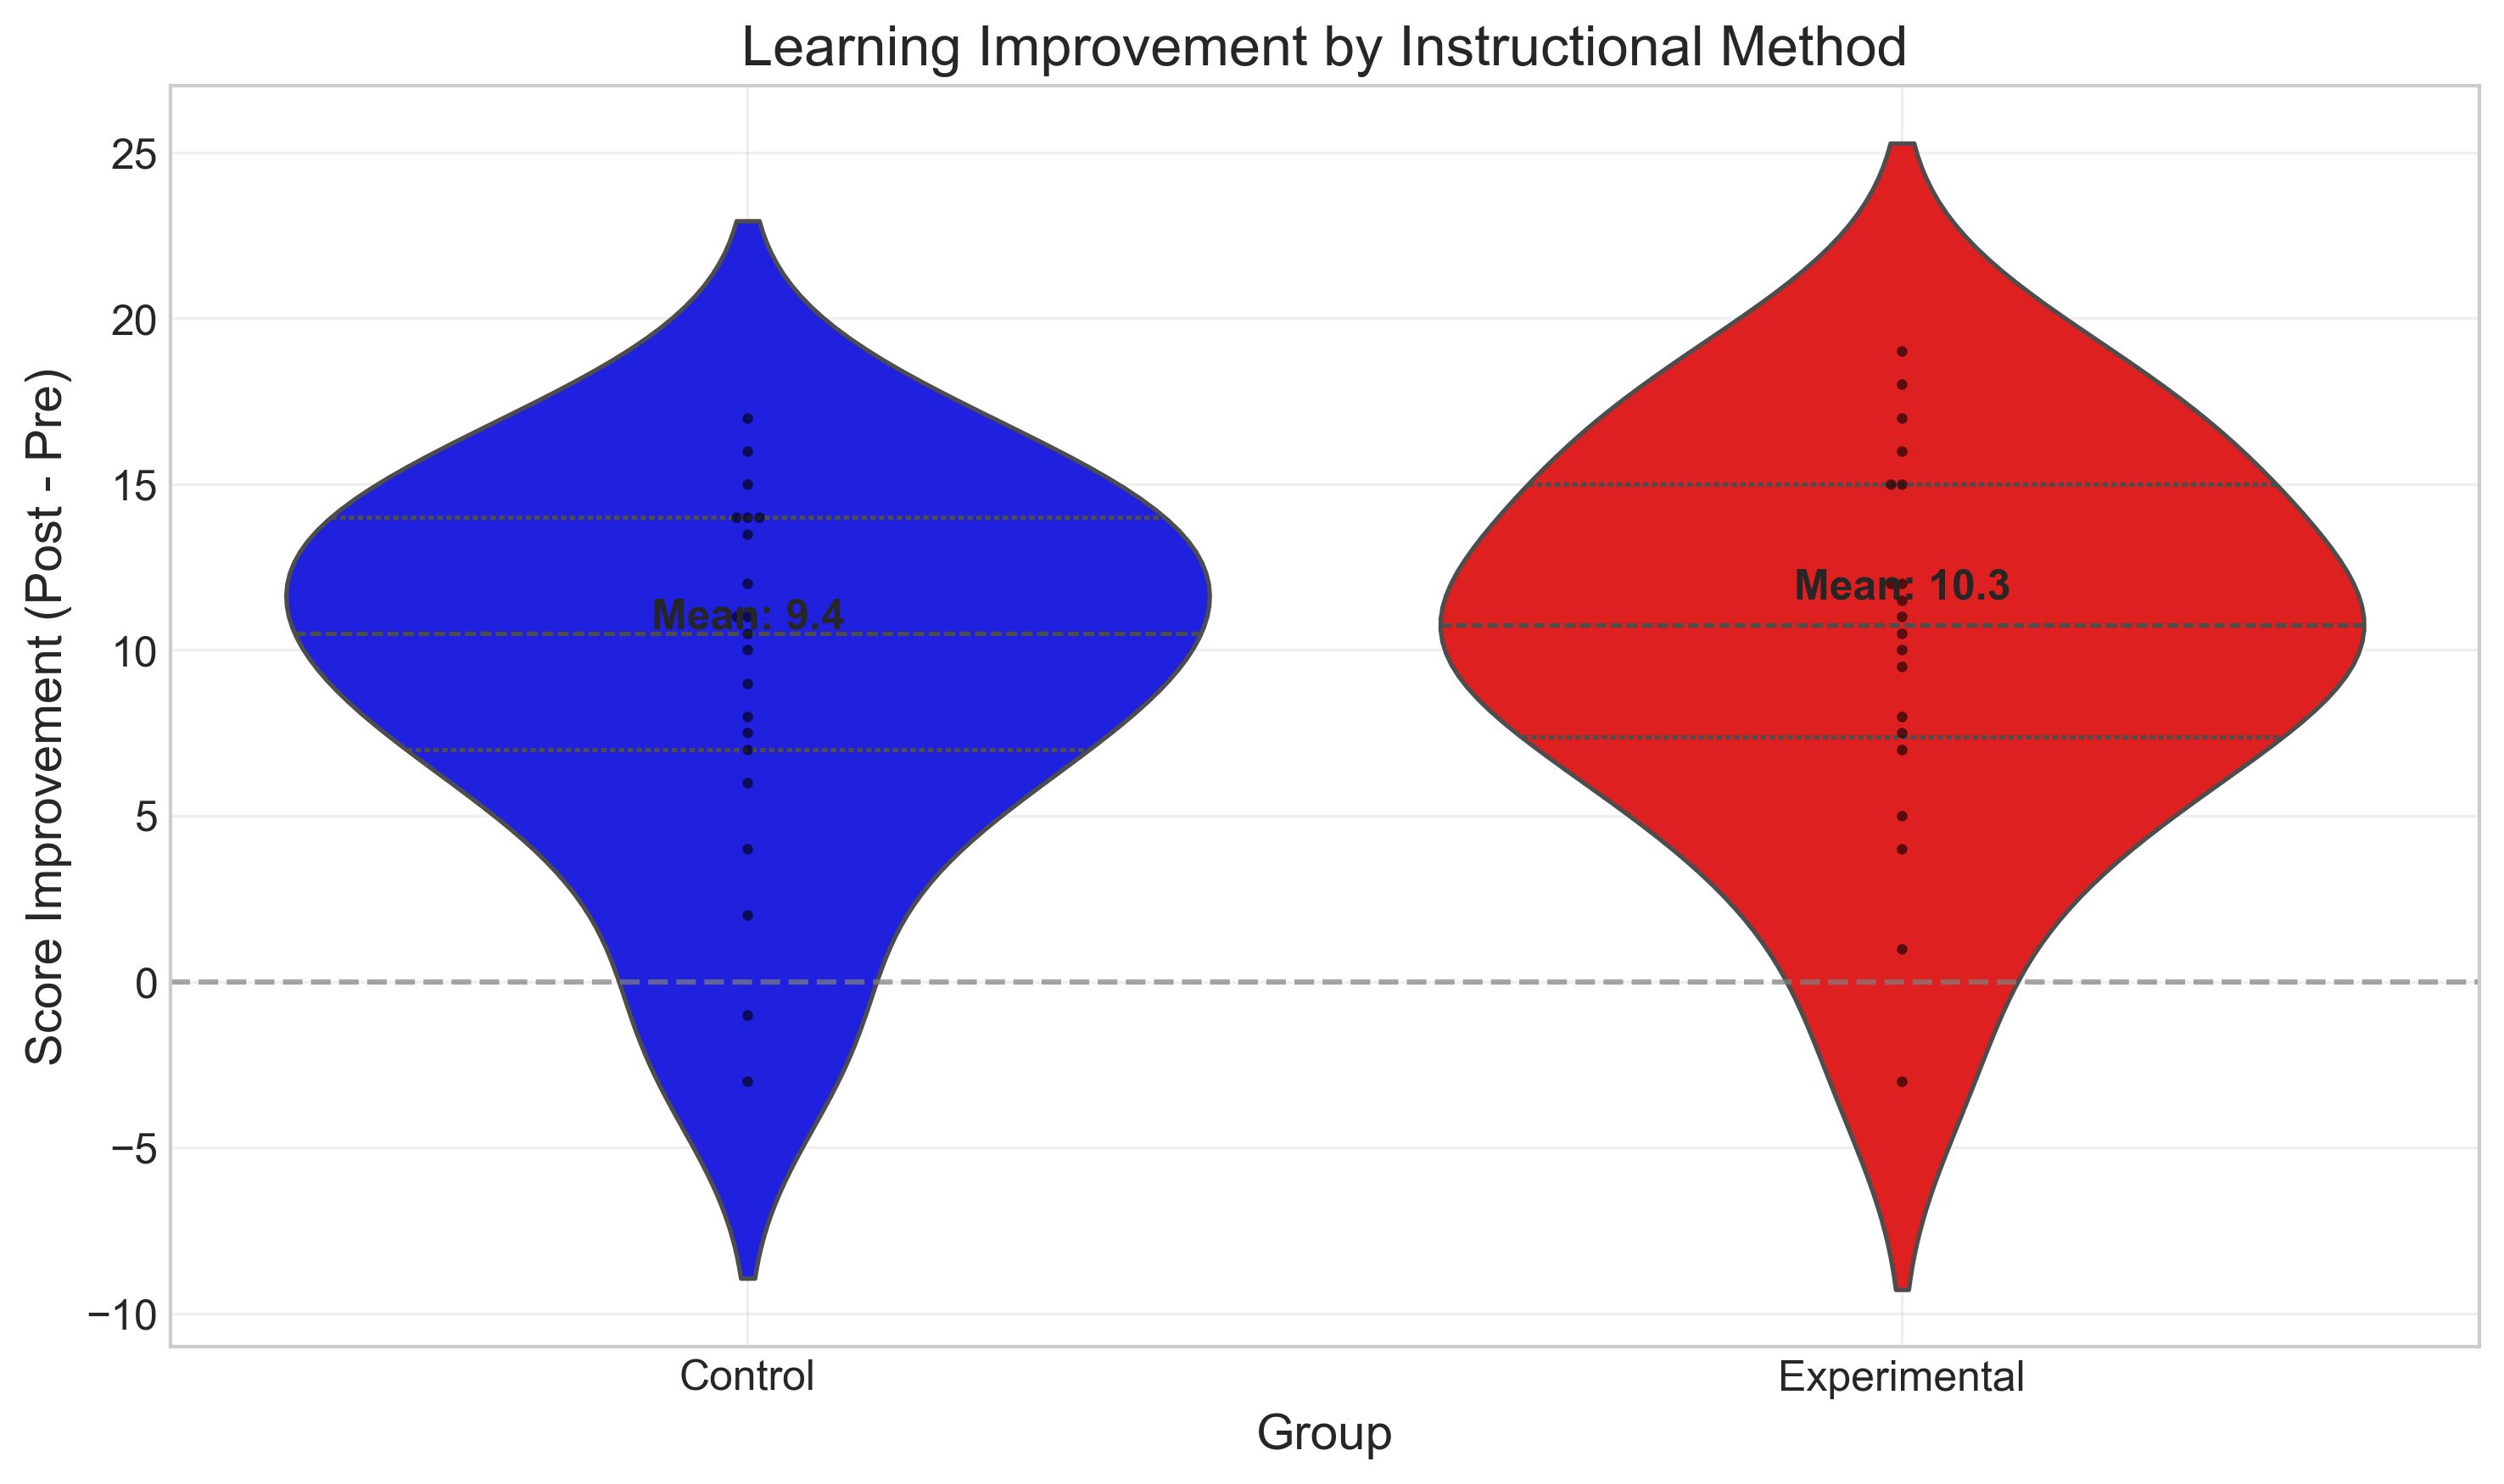 Learning Improvement by Instructional Method
Score Improvement (Post - Pre)
25
20
15
10
5
0
−5
−10
Mean: 9.4
Mean: 10.3
Control
Experimental
Group